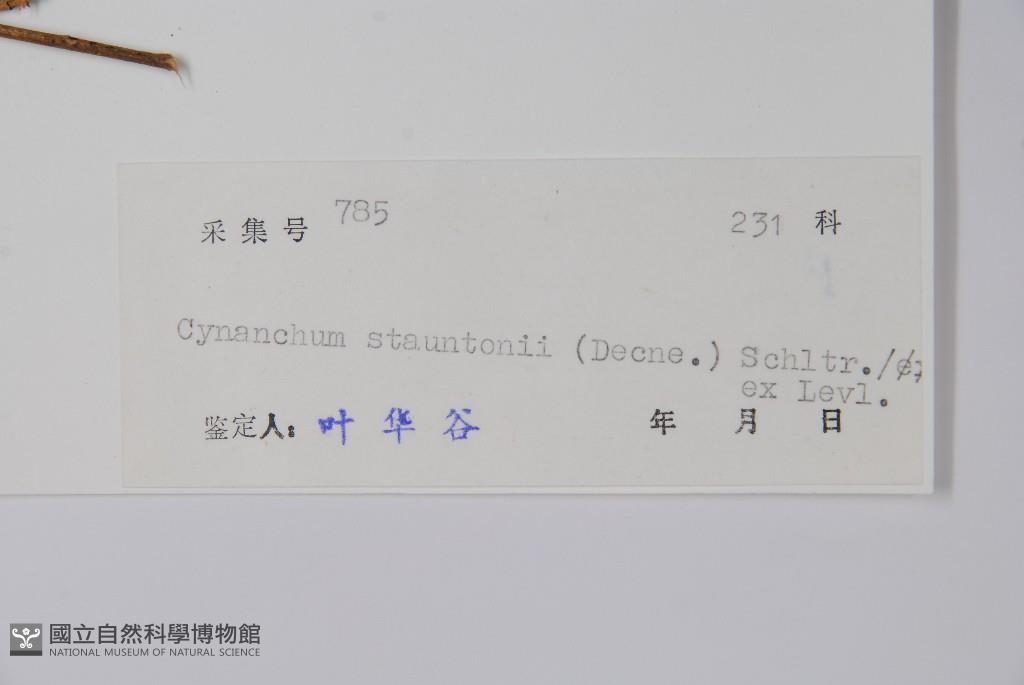 采集号 785 231 科
Cynanchum stauntonii (Decne.) Schltr./
ex Levl.
鉴定人: 叶华谷 年 月 日
國立自然科學博物館
NATIONAL MUSEUM OF NATURAL SCIENCE